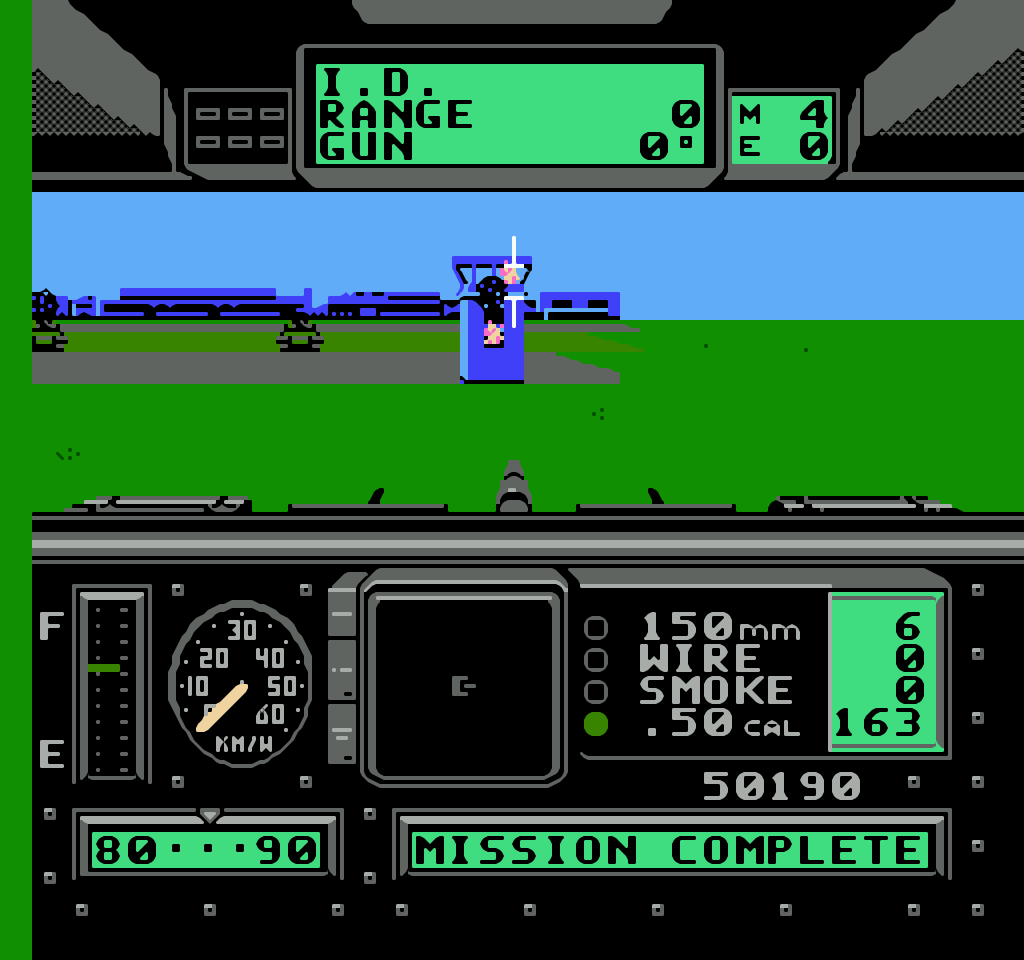 I.D.
RANGE 0
GUN 0°
M 4
E 0
F
E
30
20 40
10 50
60
KM/W
150mm 6
WIRE 0
SMOKE 0
.50 CAL 163
50190
80···90
MISSION COMPLETE